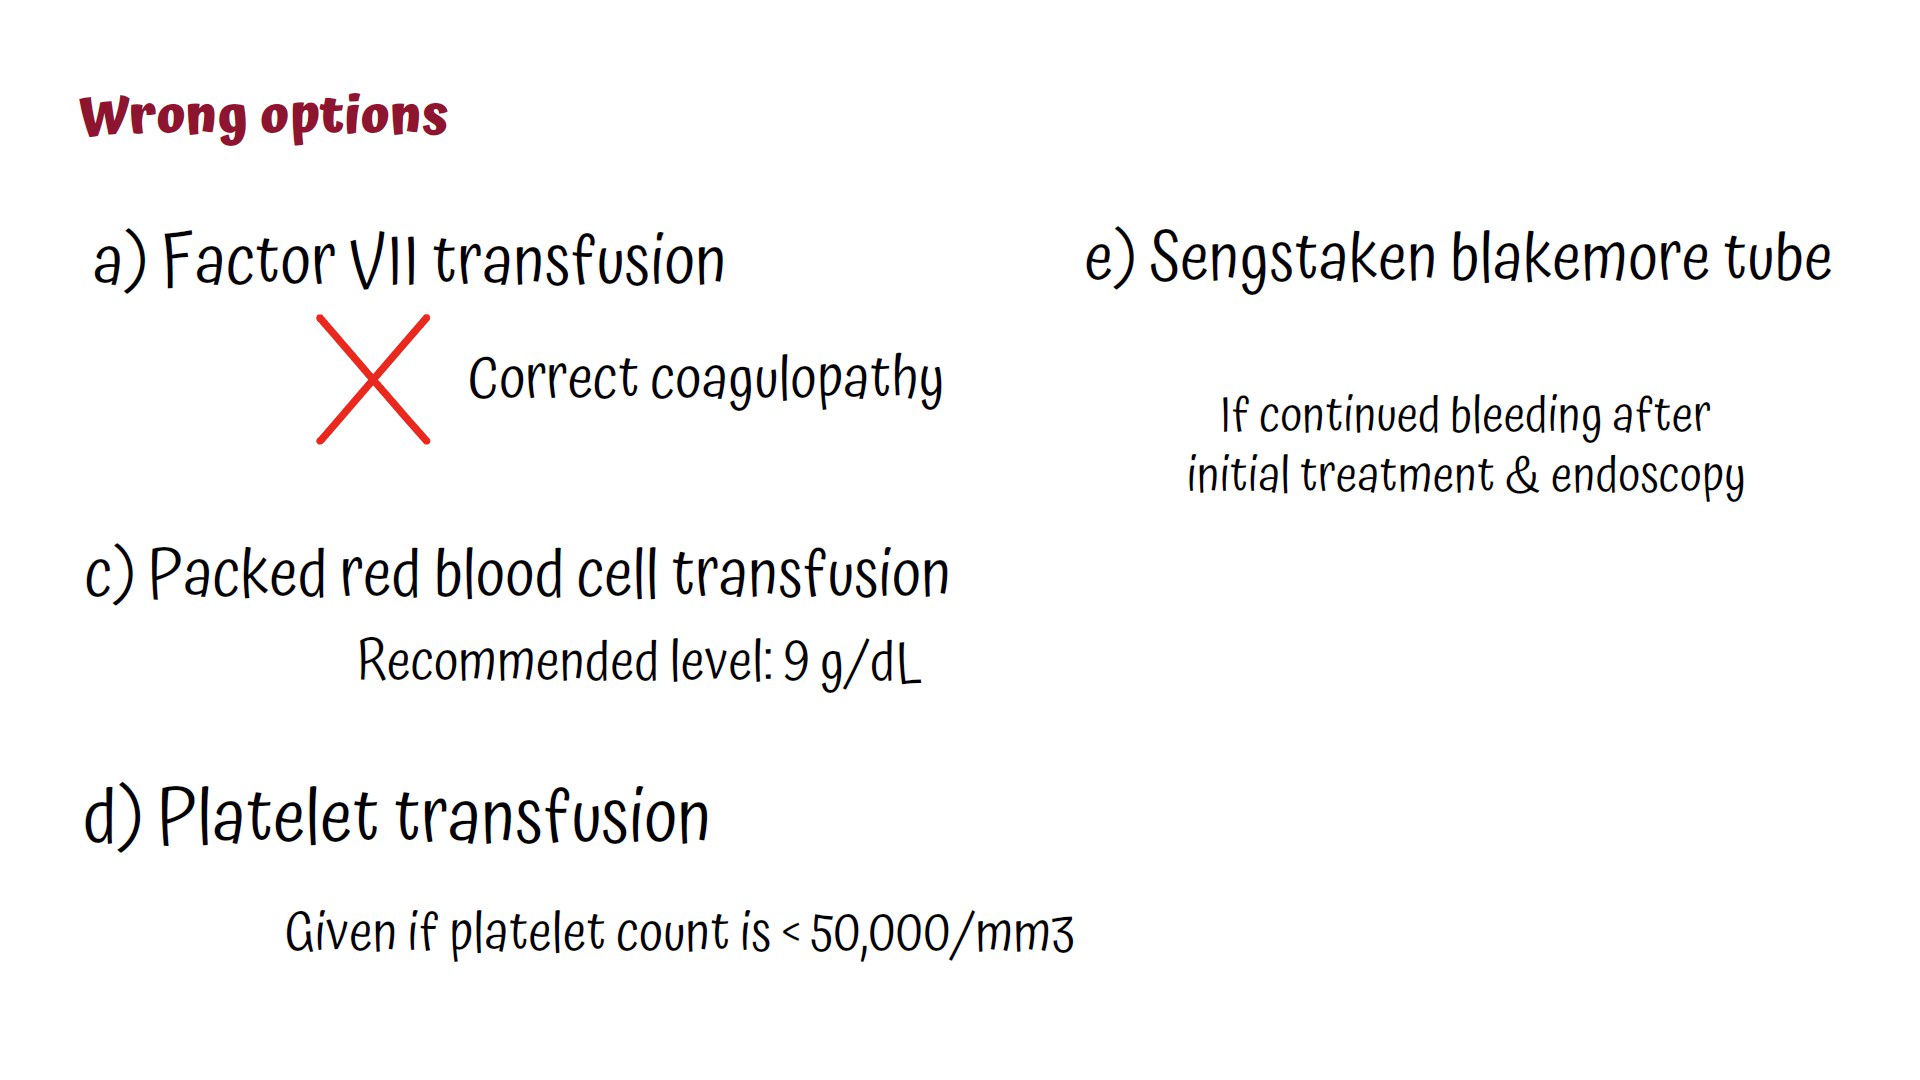 Wrong options
a) Factor VII transfusion
Correct coagulopathy
c) Packed red blood cell transfusion
Recommended level: 9 g/dL
d) Platelet transfusion
Given if platelet count is < 50,000/mm3
e) Sengstaken blakemore tube
If continued bleeding after
initial treatment & endoscopy